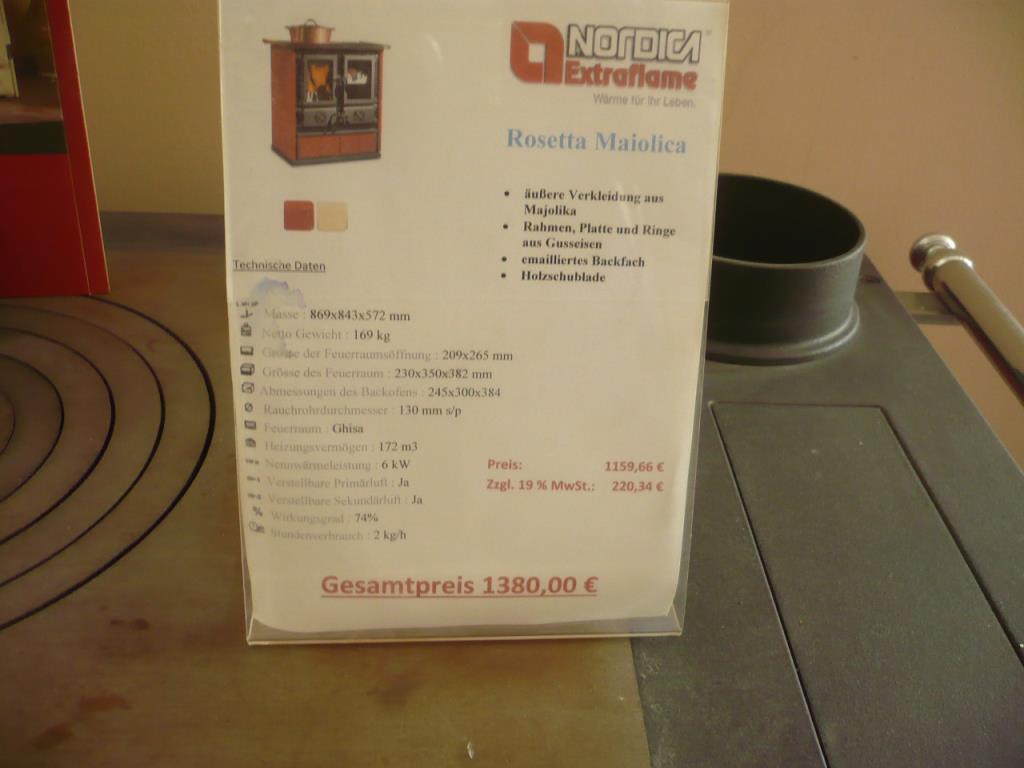 NORDICA
Extraflame
Wärme für Ihr Leben.
Rosetta Maiolica
• äußere Verkleidung aus
Majolika
• Rahmen, Platte und Ringe
aus Gusseisen
• emailliertes Backfach
• Holzschublade
Technische Daten
Masse : 869x843x572 mm
Netto Gewicht : 169 kg
Grösse der Feuerraumsöffnung : 209x265 mm
Grösse des Feuerraum : 230x350x382 mm
Abmessungen des Backofens : 245x300x384
Rauchrohrdurchmesser : 130 mm s/p
Feuerraum : Ghisa
Heizungsvermögen : 172 m3
Nennwärmeleistung : 6 kW
Verstellbare Primärluft : Ja
Verstellbare Sekundärluft : Ja
Wirkungsgrad : 74%
Stundenverbrauch : 2 kg/h
Preis: 1159,66 €
Zzgl. 19 % MwSt.: 220,34 €
Gesamtpreis 1380,00 €